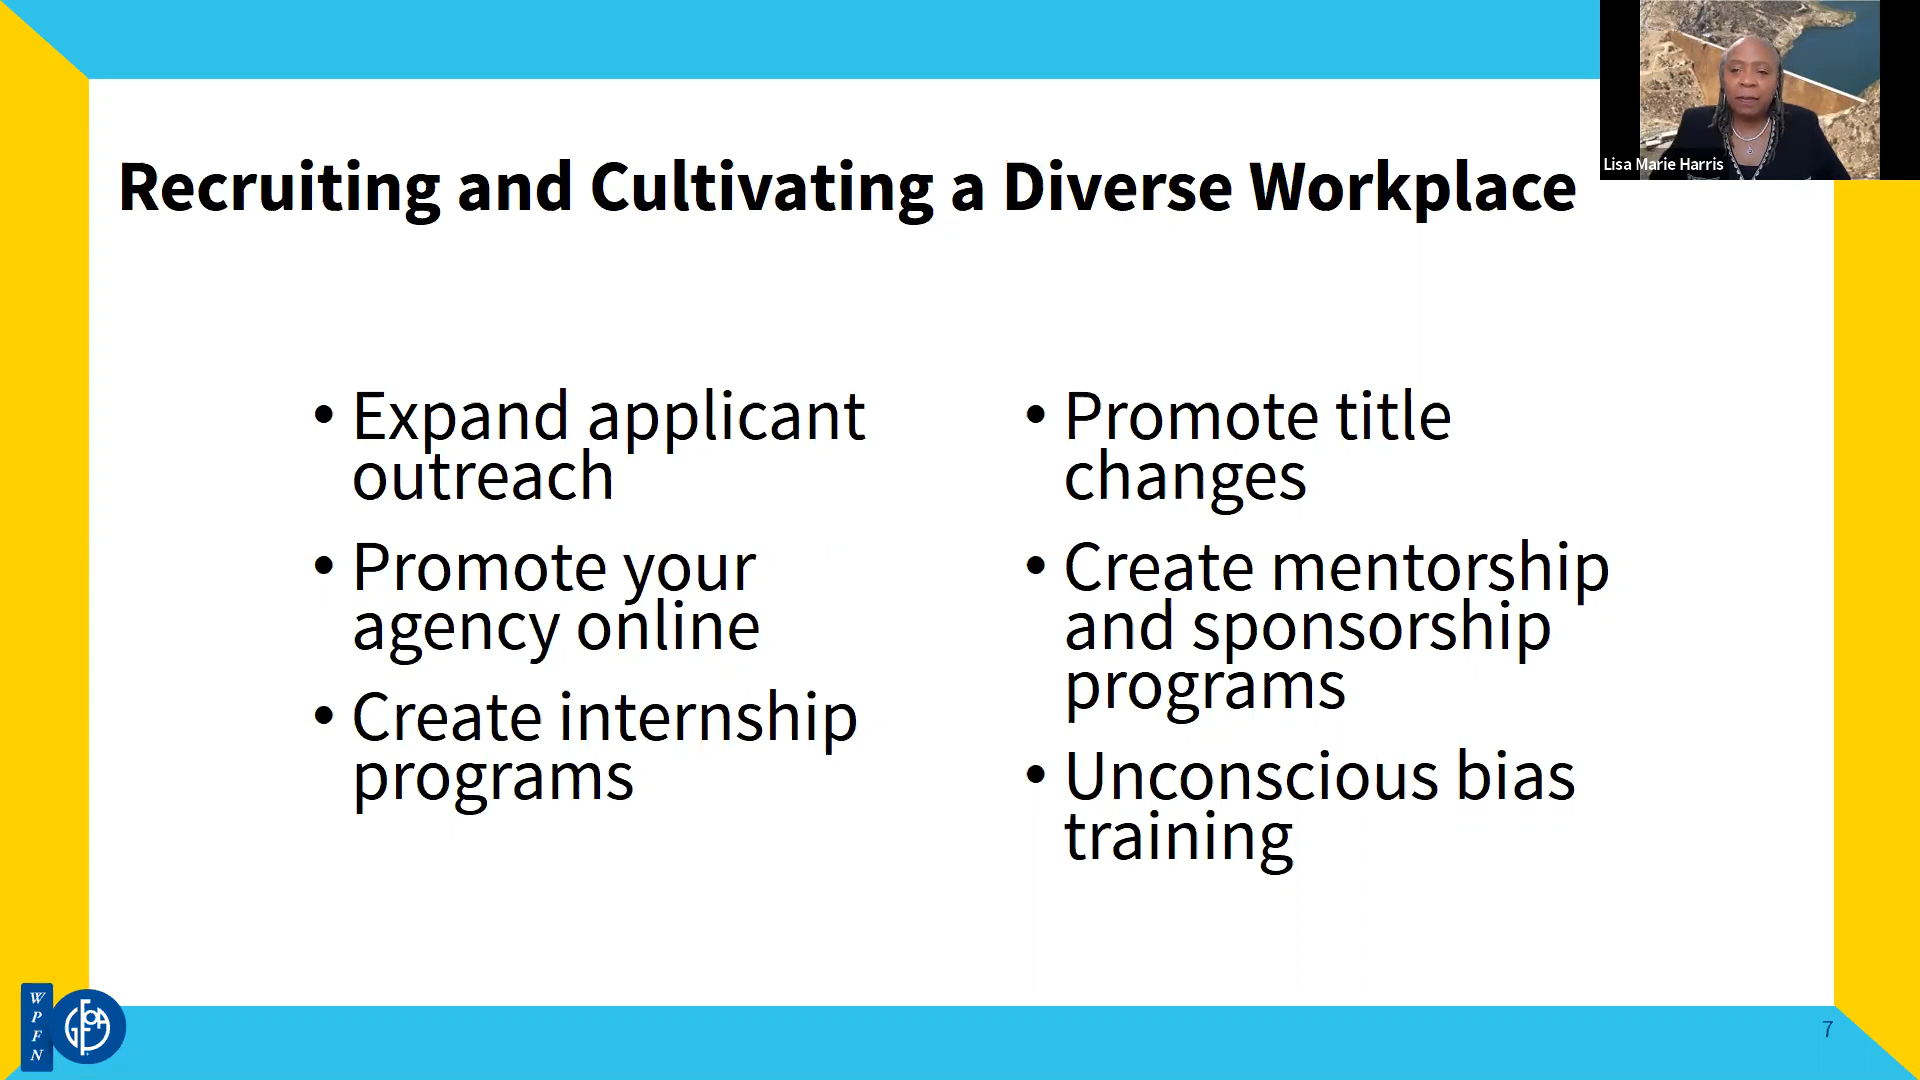 Recruiting and Cultivating a Diverse Workplace
Lisa Marie Harris
• Expand applicant
outreach
• Promote your
agency online
• Create internship
programs
• Promote title
changes
• Create mentorship
and sponsorship
programs
• Unconscious bias
training
W
P
F
N
GFOA
7